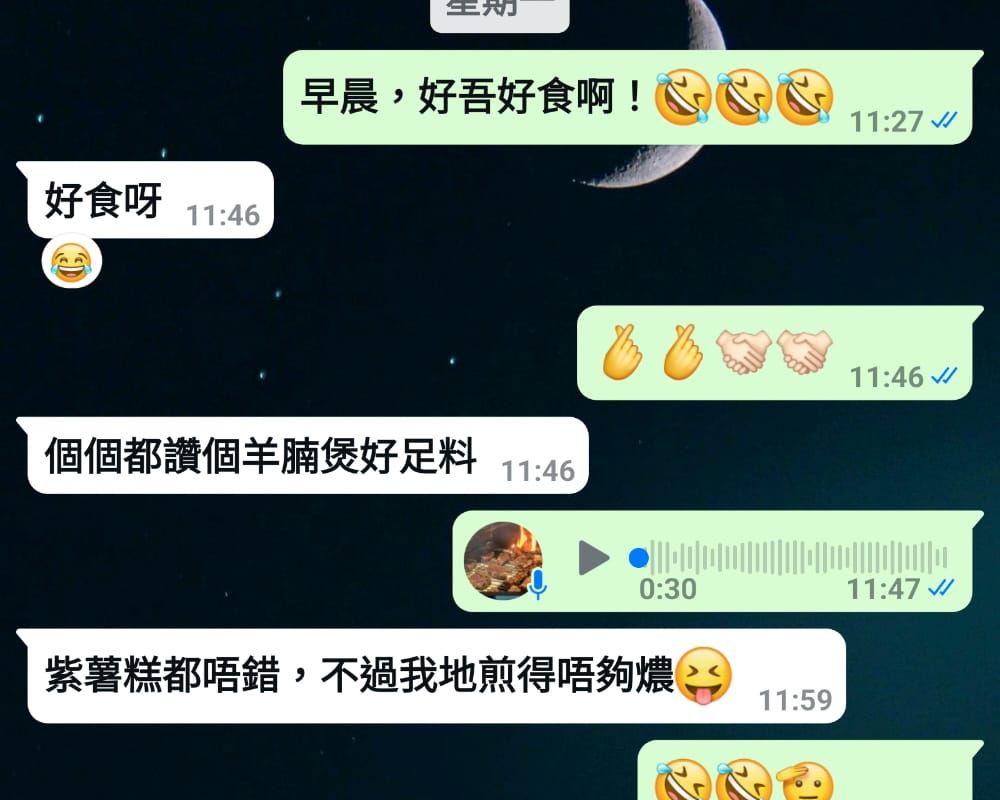 星期一
早晨，好吾好食啊！🤣🤣🤣 11:27
好食呀 11:46
😂
🫰🫰🤝🏻🤝🏻 11:46
個個都讚個羊腩煲好足料 11:46
0:30 11:47
紫薯糕都唔錯，不過我地煎得唔夠燶😝 11:59
🤣🤣🫡